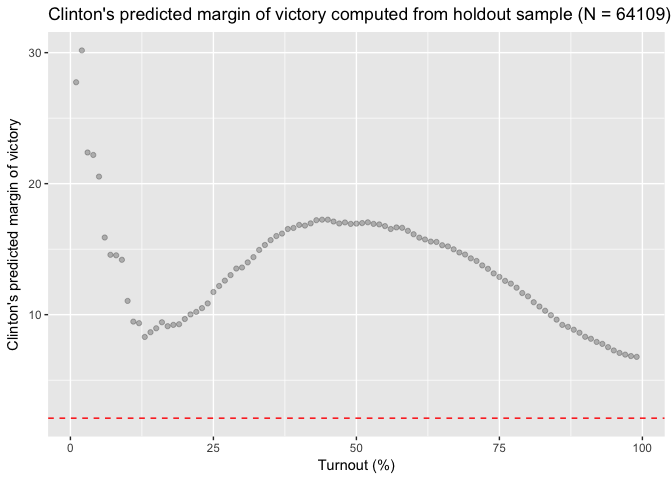 Clinton's predicted margin of victory computed from holdout sample (N = 64109)
Clinton's predicted margin of victory
30
20
10
0
25
50
75
100
Turnout (%)